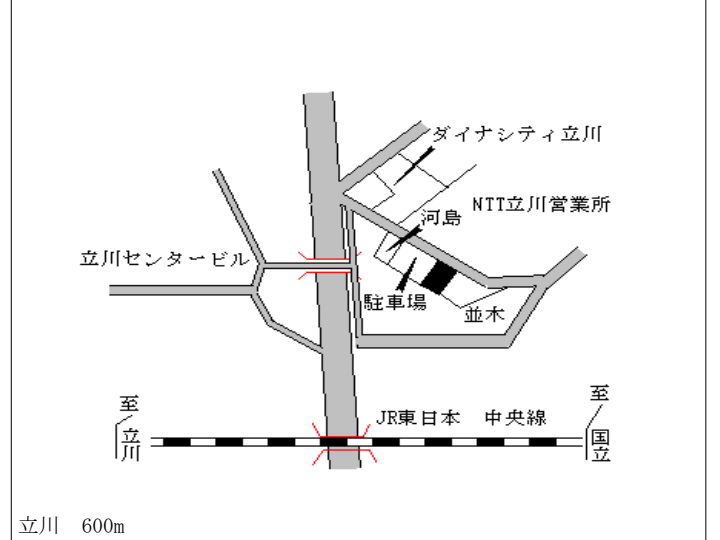 ダイナシティ立川
NTT立川営業所
河島
立川センタービル
駐車場
並木
至立川
JR東日本　中央線
至国立
立川　600m